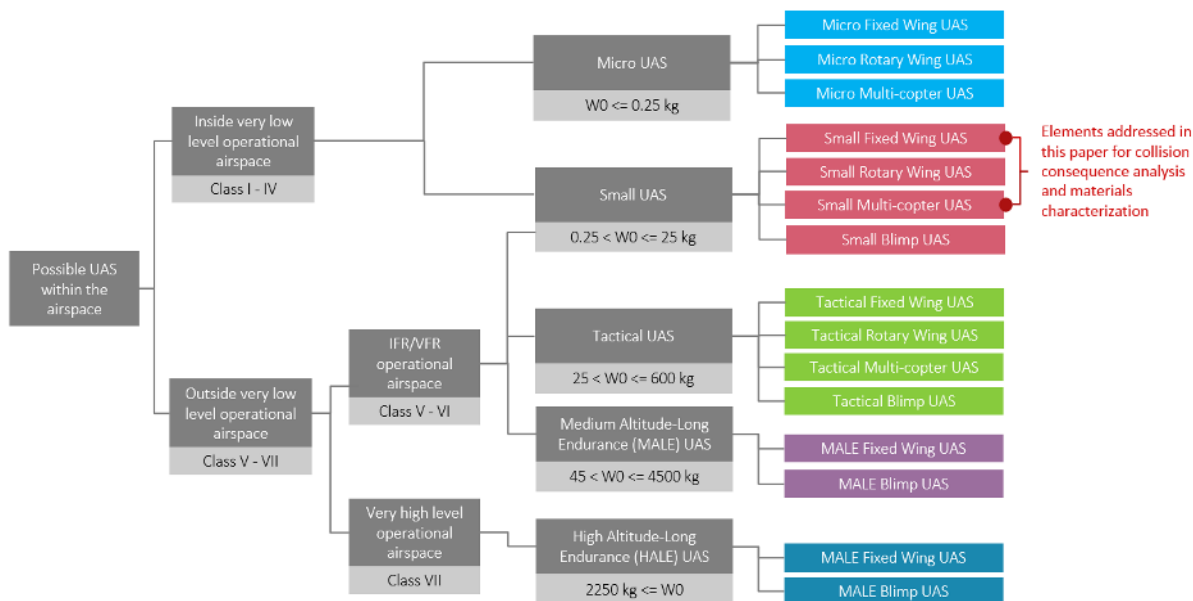 Possible UAS
within the
airspace
Inside very low
level operational
airspace
Class I - IV
Outside very low
level operational
airspace
Class V - VII
IFR/VFR
operational
airspace
Class V - VI
Very high level
operational
airspace
Class VII
Micro UAS
W0 <= 0.25 kg
Small UAS
0.25 < W0 <= 25 kg
Tactical UAS
25 < W0 <= 600 kg
Medium Altitude-Long
Endurance (MALE) UAS
45 < W0 <= 4500 kg
High Altitude-Long
Endurance (HALE) UAS
2250 kg <= W0
Micro Fixed Wing UAS
Micro Rotary Wing UAS
Micro Multi-copter UAS
Small Fixed Wing UAS
Small Rotary Wing UAS
Small Multi-copter UAS
Small Blimp UAS
Tactical Fixed Wing UAS
Tactical Rotary Wing UAS
Tactical Multi-copter UAS
Tactical Blimp UAS
MALE Fixed Wing UAS
MALE Blimp UAS
MALE Fixed Wing UAS
MALE Blimp UAS
Elements addressed in
this paper for collision
consequence analysis
and materials
characterization